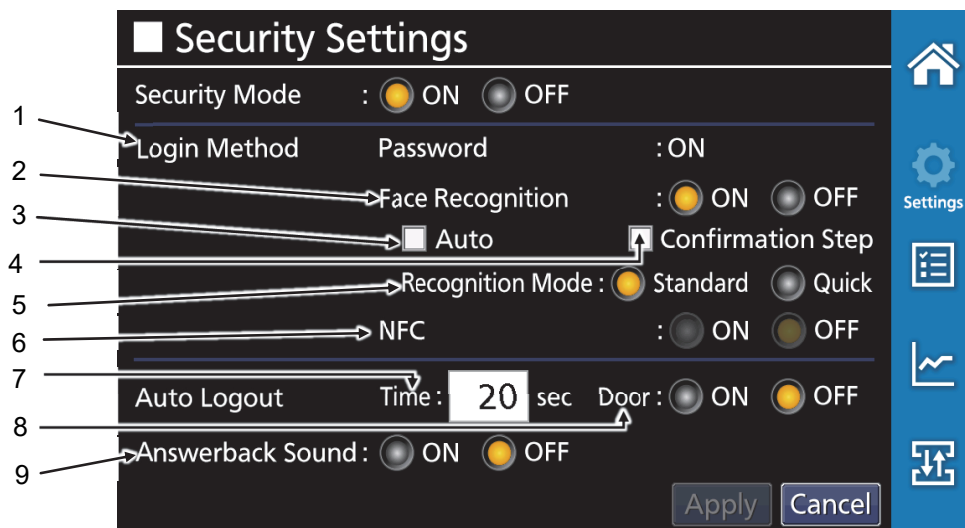 Security Settings
Security Mode : ON OFF
1
Login Method Password : ON
2
Face Recognition : ON OFF
Settings
3
Auto Confirmation Step
4
5
Recognition Mode : Standard Quick
6
NFC : ON OFF
7
Auto Logout Time : 20 sec Door : ON OFF
8
Answerback Sound : ON OFF
9
Apply Cancel